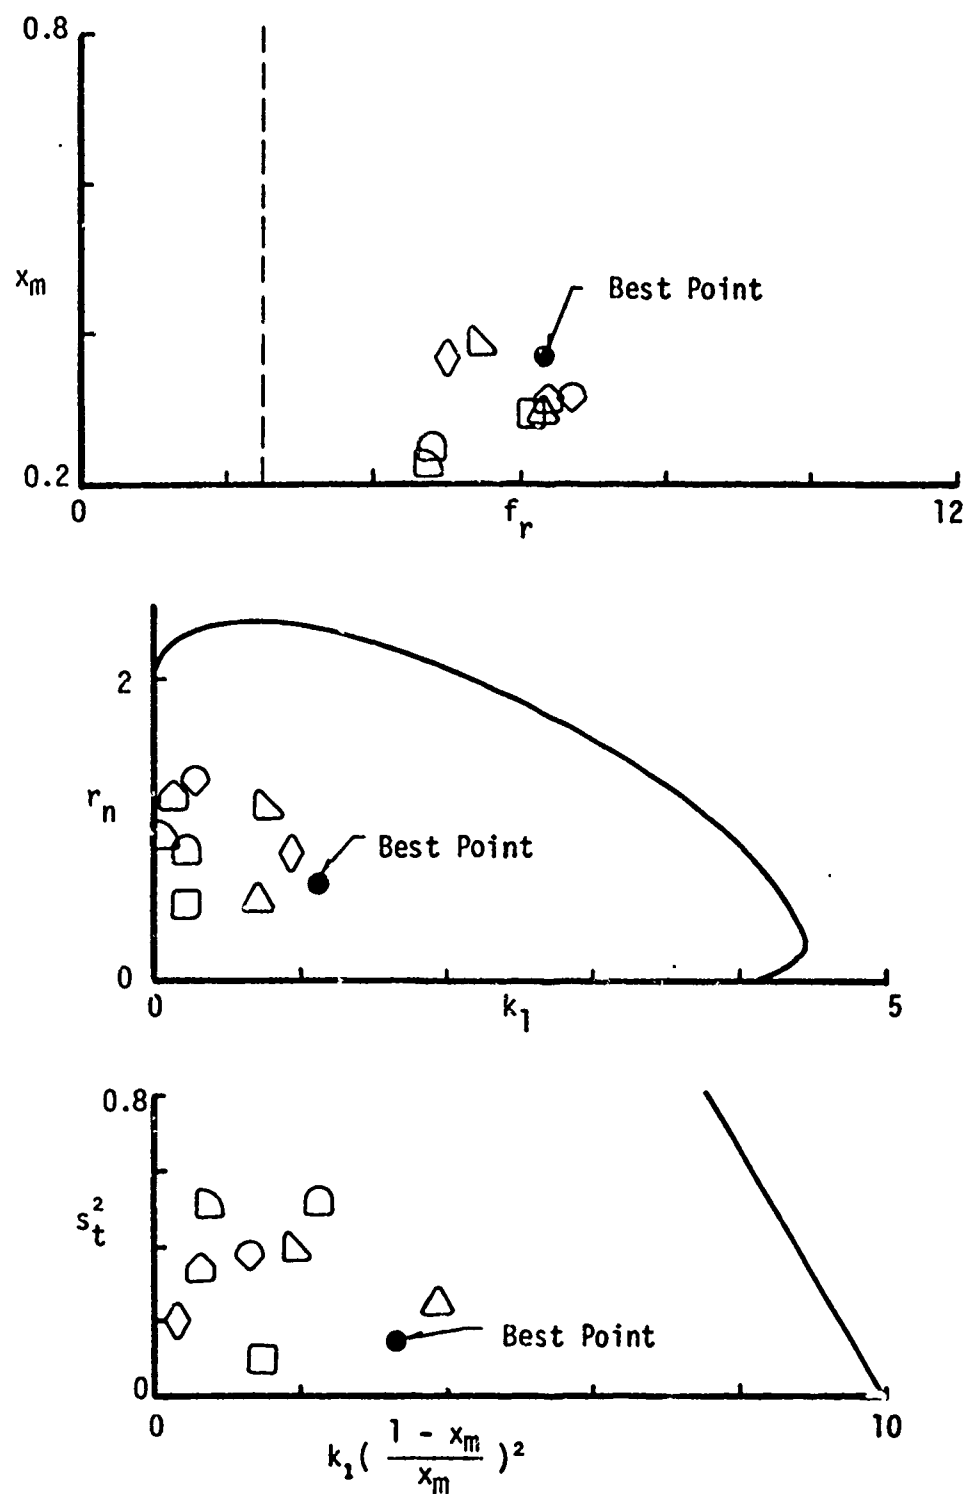 0.8
x_m
Best Point
0.2
0
f_r
12
2
r_n
Best Point
0
0
k_1
5
0.8
s_t^2
Best Point
0
0
10
k_1( (1 - x_m)/x_m )^2